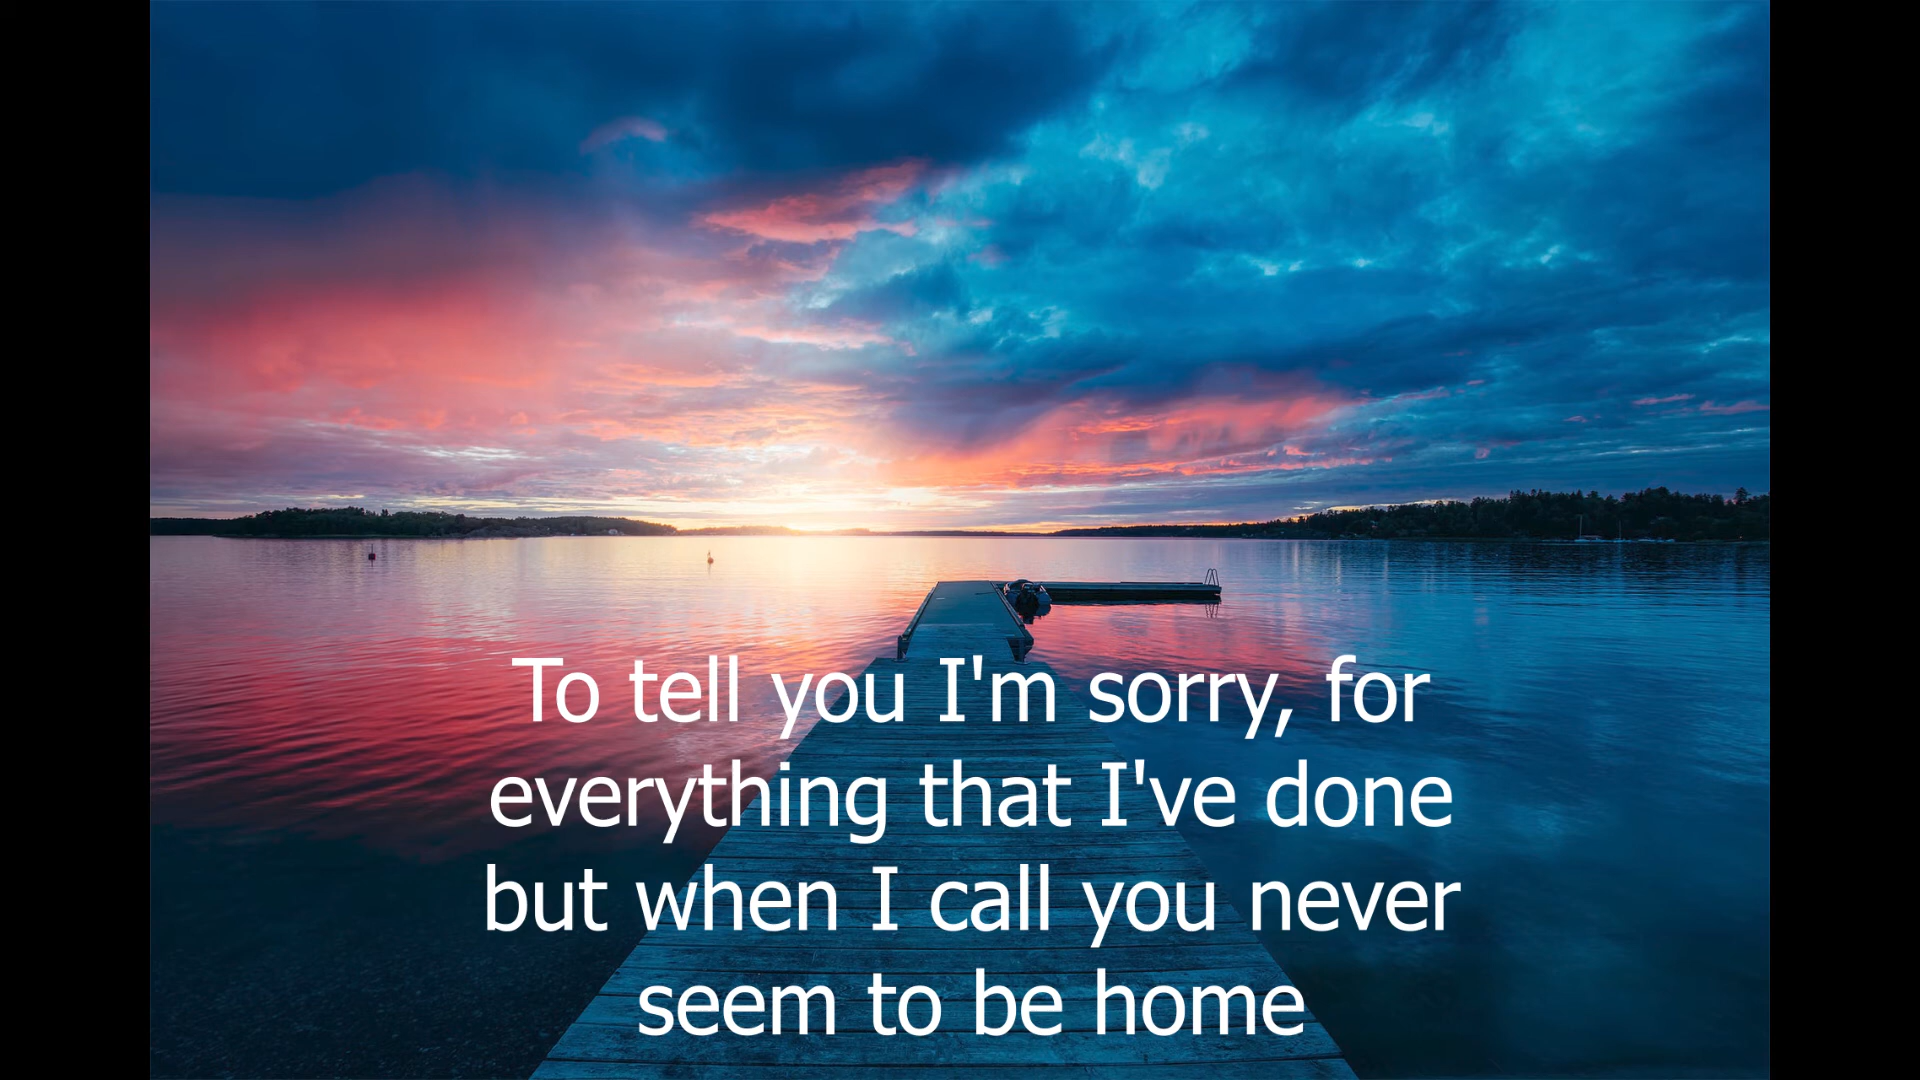 To tell you I'm sorry, for
everything that I've done
but when I call you never
seem to be home